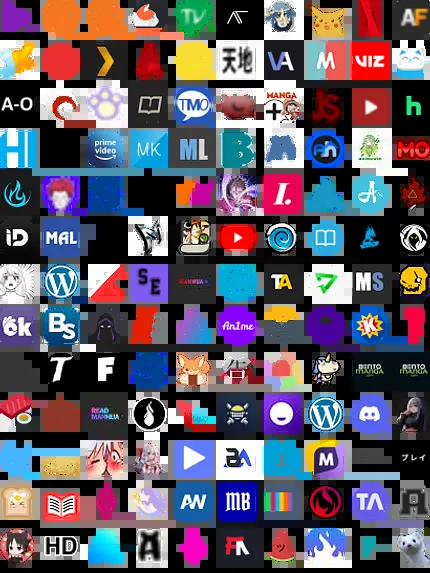 TV
AF
天地
VA
M
VIZ
A-O
TMO
MANGA
+
JS
h
H
prime
video
MK
ML
B
MO
I.
A
iD
MAL
SE
TA
MS
6k
BS
Anime
K
T
F
BENTO
MANGA
BENTO
MANGA
READ
MANHUA
BA
M
プレイ
AW
MB
TA
A
HD
A